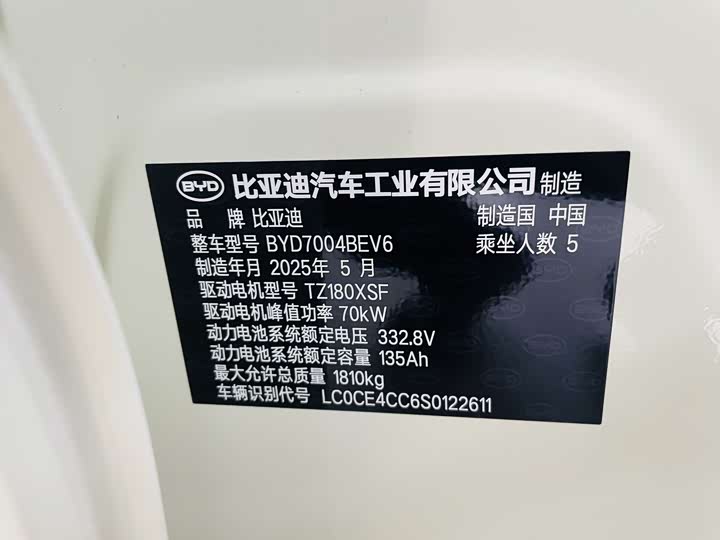 BYD 比亚迪汽车工业有限公司 制造
品 牌 比亚迪 制造国 中国
整车型号 BYD7004BEV6 乘坐人数 5
制造年月 2025年 5 月
驱动电机型号 TZ180XSF
驱动电机峰值功率 70kW
动力电池系统额定电压 332.8V
动力电池系统额定容量 135Ah
最大允许总质量 1810kg
车辆识别代号 LC0CE4CC6S0122611